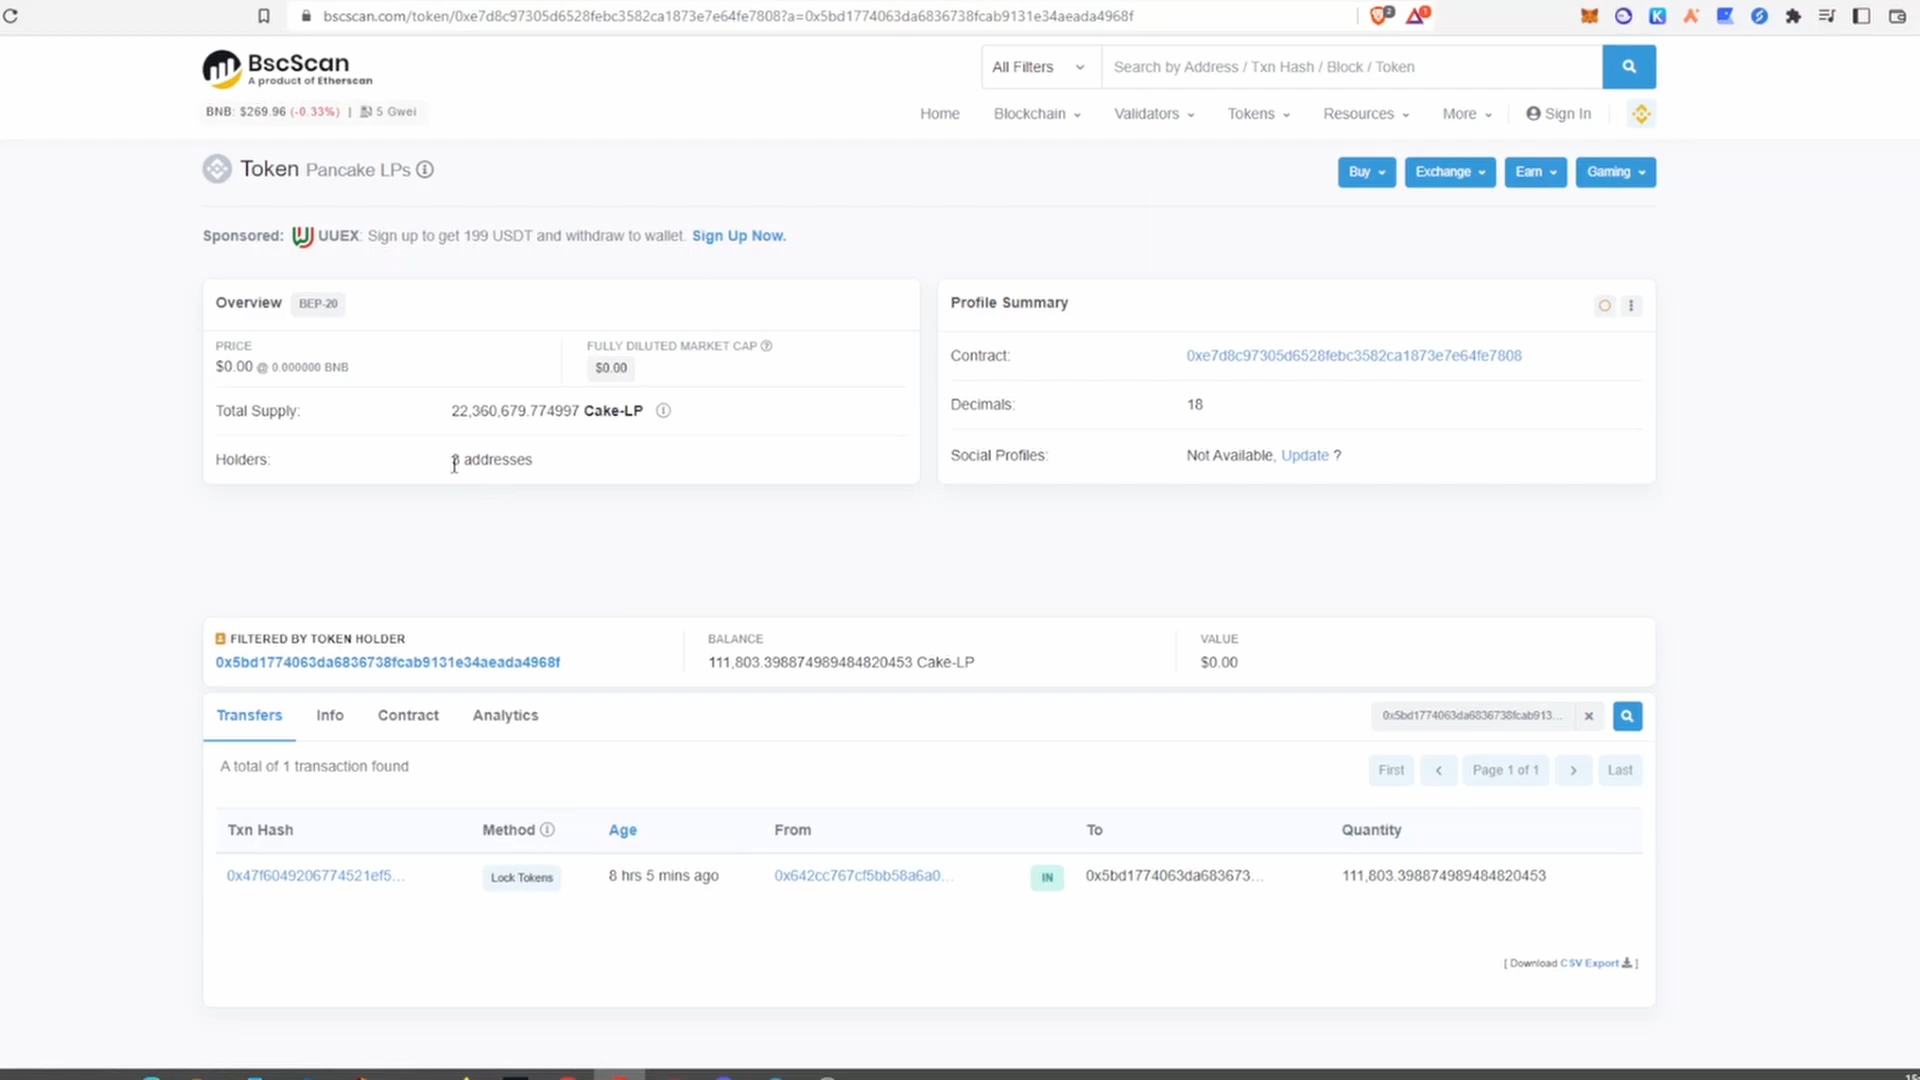 bscscan.com/token/0xe7d8c97305d6528febc3582ca1873e7e64fe7808?a=0x5bd1774063da6836738fcab9131e34aeada4968f
2
1
BscScan
A product of Etherscan
All Filters
Search by Address / Txn Hash / Block / Token
BNB: $269.96 (-0.33%) | 5 Gwei
Home Blockchain Validators Tokens Resources More Sign In
Token Pancake LPs
Buy Exchange Earn Gaming
Sponsored: UUEX: Sign up to get 199 USDT and withdraw to wallet. Sign Up Now.
Overview BEP-20
PRICE
$0.00 @ 0.000000 BNB
FULLY DILUTED MARKET CAP
$0.00
Total Supply: 22,360,679.774997 Cake-LP
Holders: addresses
Profile Summary
Contract: 0xe7d8c97305d6528febc3582ca1873e7e64fe7808
Decimals: 18
Social Profiles: Not Available, Update ?
FILTERED BY TOKEN HOLDER
0x5bd1774063da6836738fcab9131e34aeada4968f
BALANCE
111,803.398874989484820453 Cake-LP
VALUE
$0.00
Transfers Info Contract Analytics
0x5bd1774063da6836738fcab913...
A total of 1 transaction found
First Page 1 of 1 Last
Txn Hash Method Age From To Quantity
0x47f6049206774521ef5... Lock Tokens 8 hrs 5 mins ago 0x642cc767cf5bb58a6a0... IN 0x5bd1774063da683673... 111,803.398874989484820453
[ Download CSV Export ]